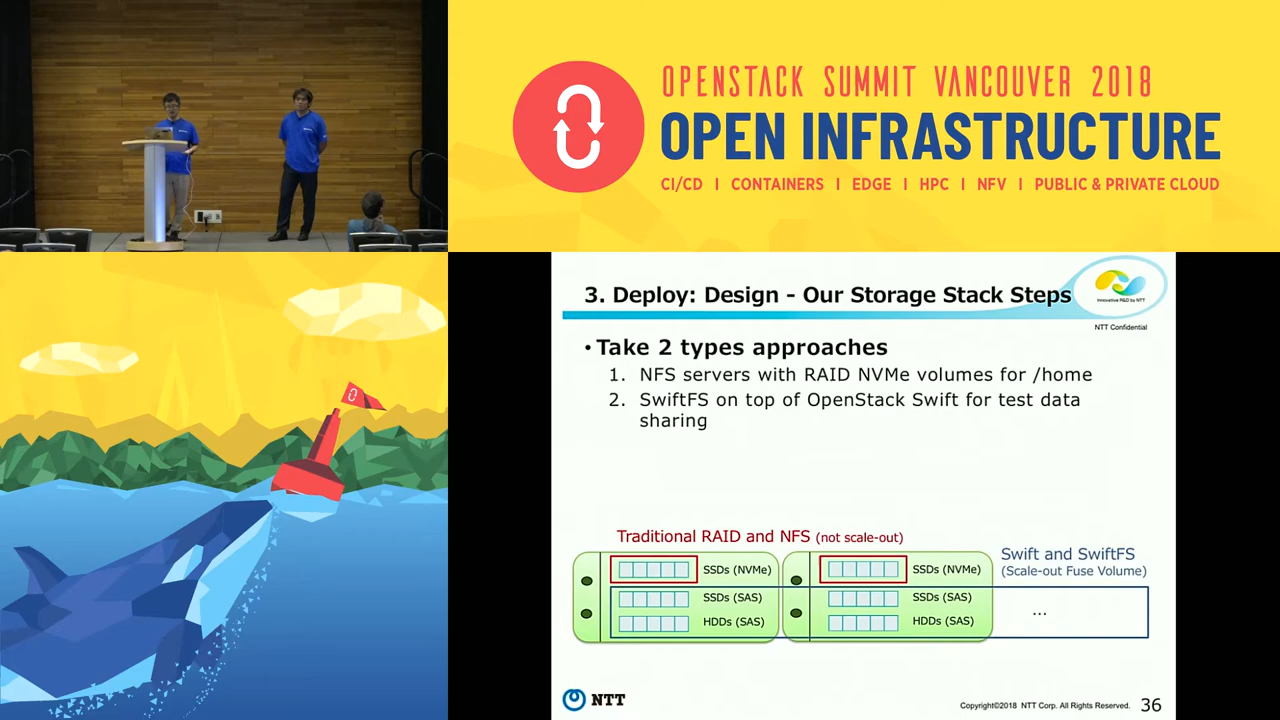 OPENSTACK SUMMIT VANCOUVER 2018
OPEN INFRASTRUCTURE
CI/CD I CONTAINERS I EDGE I HPC I NFV I PUBLIC & PRIVATE CLOUD
3. Deploy: Design - Our Storage Stack Steps
Innovative R&D by NTT
NTT Confidential
• Take 2 types approaches
1. NFS servers with RAID NVMe volumes for /home
2. SwiftFS on top of OpenStack Swift for test data
sharing
Traditional RAID and NFS (not scale-out)
Swift and SwiftFS
(Scale-out Fuse Volume)
SSDs (NVMe)
SSDs (SAS)
HDDs (SAS)
SSDs (NVMe)
SSDs (SAS)
HDDs (SAS)
...
NTT
Copyright©2018 NTT Corp. All Rights Reserved. 36